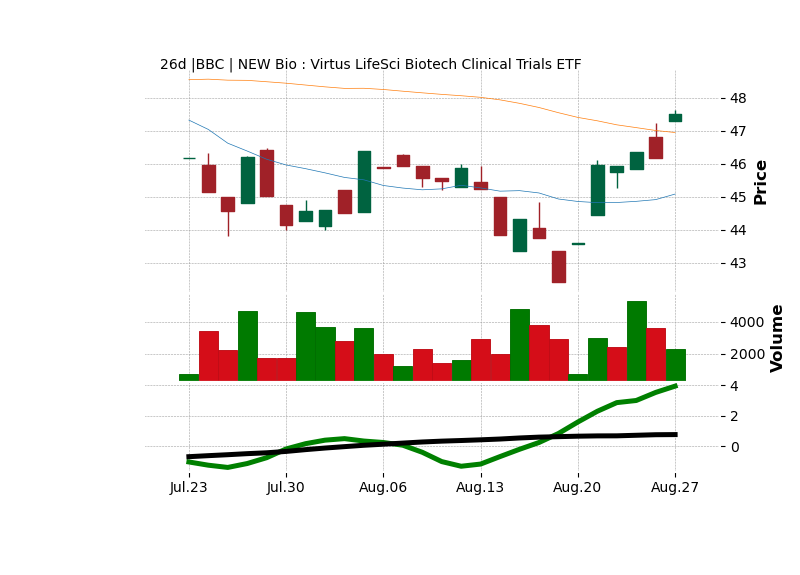 26d |BBC | NEW Bio : Virtus LifeSci Biotech Clinical Trials ETF
48
47
46
45
44
43
Price
4000
2000
Volume
4
2
0
Jul.23 Jul.30 Aug.06 Aug.13 Aug.20 Aug.27